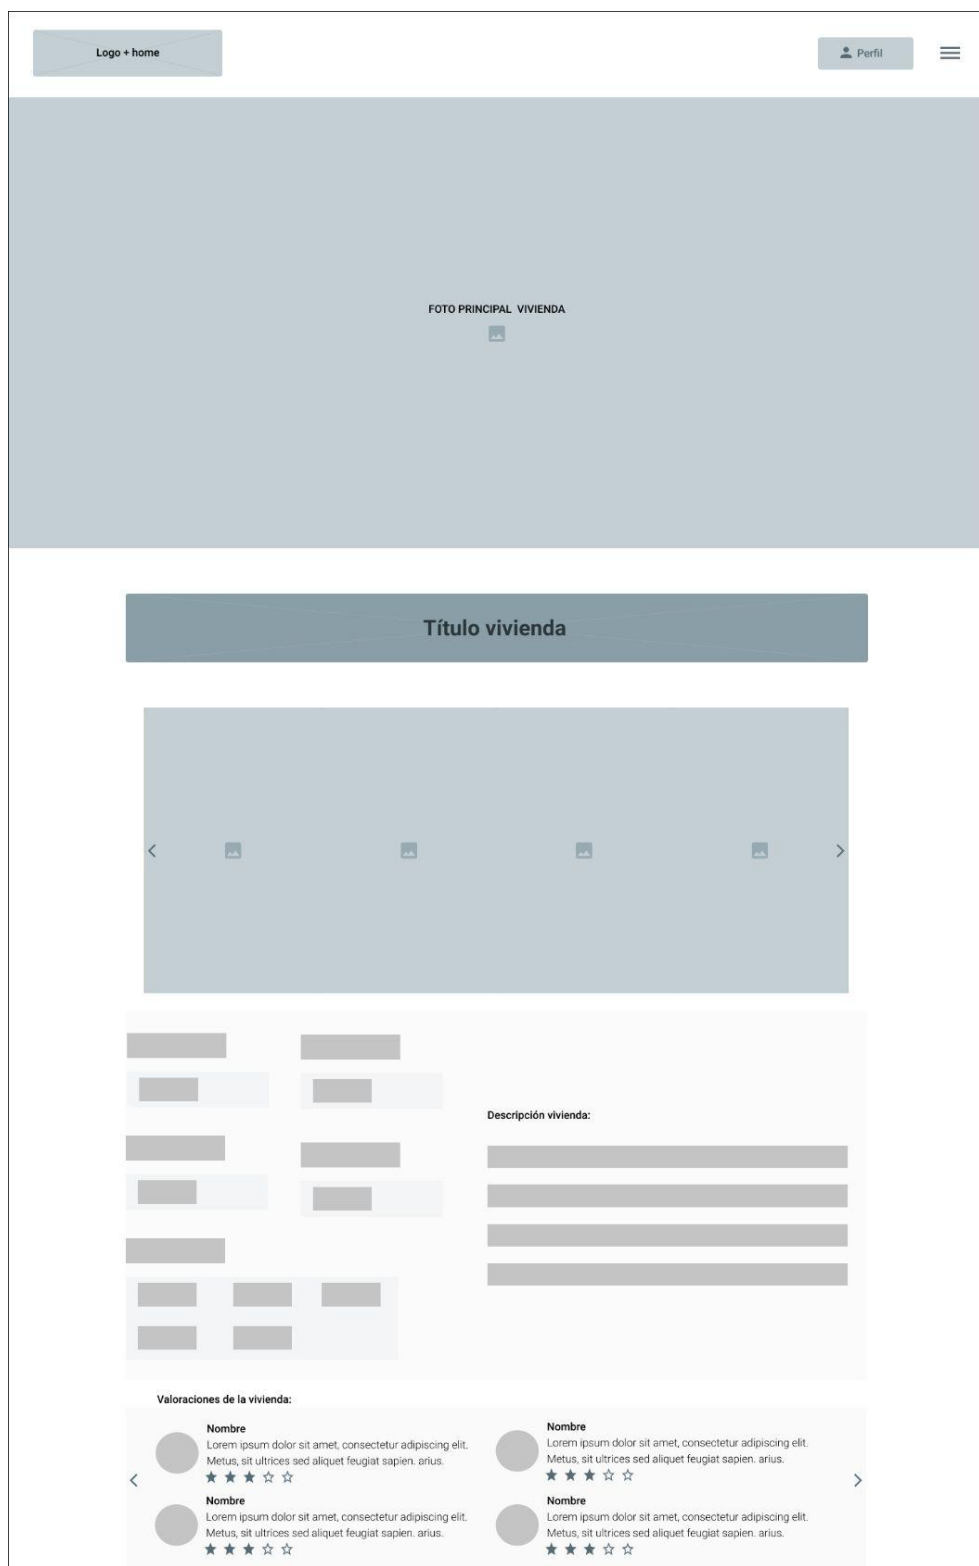 Logo + home
Perfil
FOTO PRINCIPAL VIVIENDA
Título vivienda
Descripción vivienda:
Valoraciones de la vivienda:
Nombre
Lorem ipsum dolor sit amet, consectetur adipiscing elit.
Metus, sit ultrices sed aliquet feugiat sapien. arius.
Nombre
Lorem ipsum dolor sit amet, consectetur adipiscing elit.
Metus, sit ultrices sed aliquet feugiat sapien. arius.
Nombre
Lorem ipsum dolor sit amet, consectetur adipiscing elit.
Metus, sit ultrices sed aliquet feugiat sapien. arius.
Nombre
Lorem ipsum dolor sit amet, consectetur adipiscing elit.
Metus, sit ultrices sed aliquet feugiat sapien. arius.